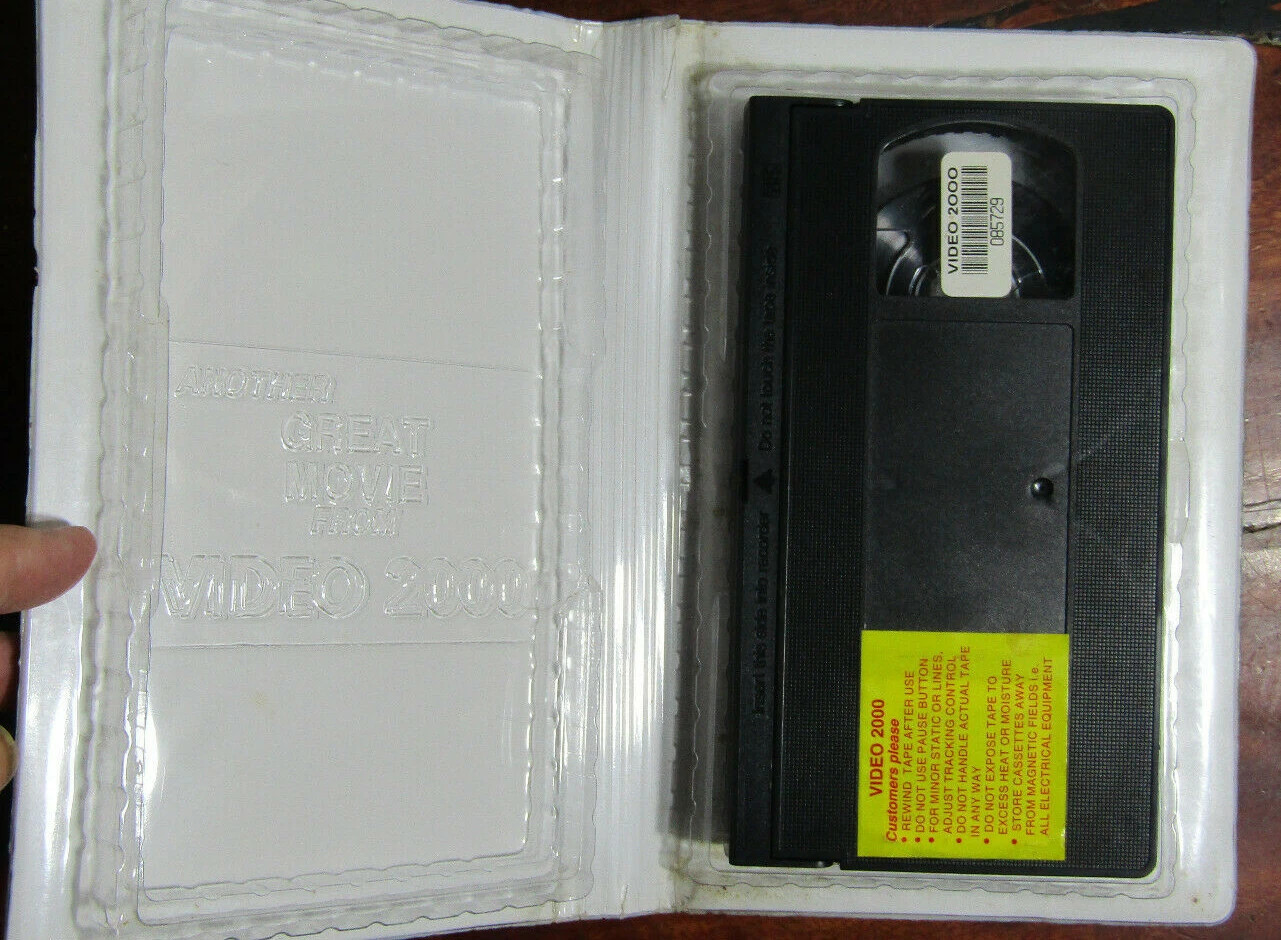 ANOTHER
GREAT
MOVIE
FROM
VIDEO 2000
VHS
Insert this side into recorder ▲ Do not touch the tape inside
VIDEO 2000
085729
VIDEO 2000
Customers please
• REWIND TAPE AFTER USE
• DO NOT USE PAUSE BUTTON
• FOR MINOR STATIC OR LINES,
ADJUST TRACKING CONTROL
• DO NOT HANDLE ACTUAL TAPE
IN ANY WAY
• DO NOT EXPOSE TAPE TO
EXCESS HEAT OR MOISTURE
• STORE CASSETTES AWAY
FROM MAGNETIC FIELDS i.e.
ALL ELECTRICAL EQUIPMENT